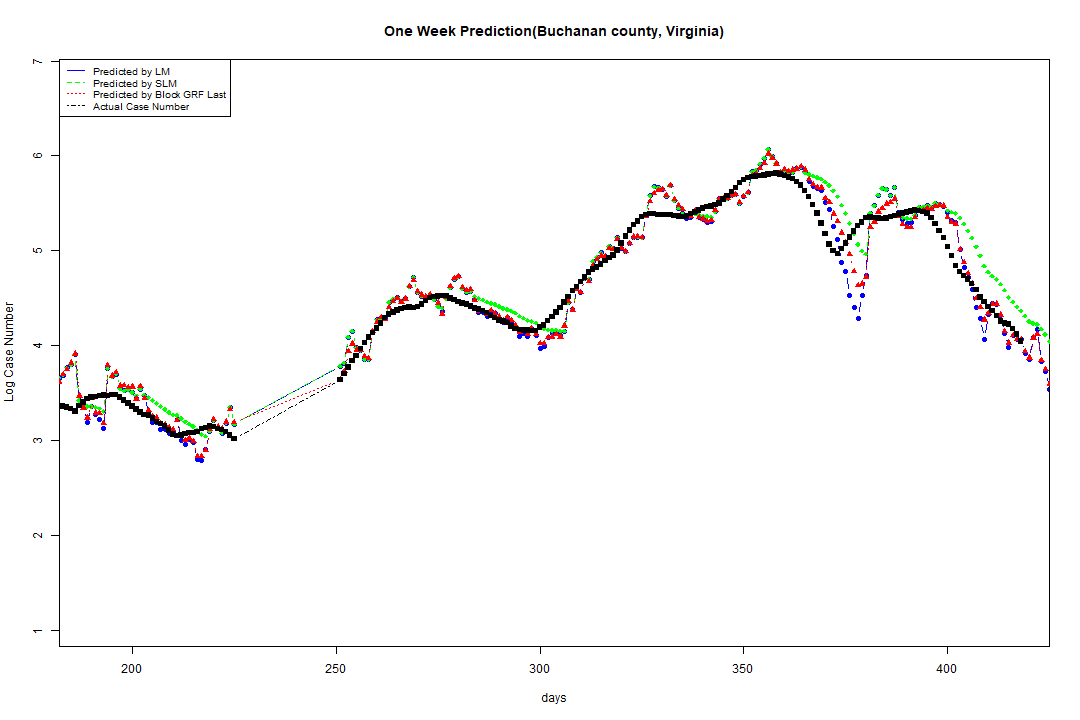 One Week Prediction(Buchanan county, Virginia)
Predicted by LM
Predicted by SLM
Predicted by Block GRF Last
Actual Case Number
7
6
5
4
3
2
1
Log Case Number
200 250 300 350 400
days